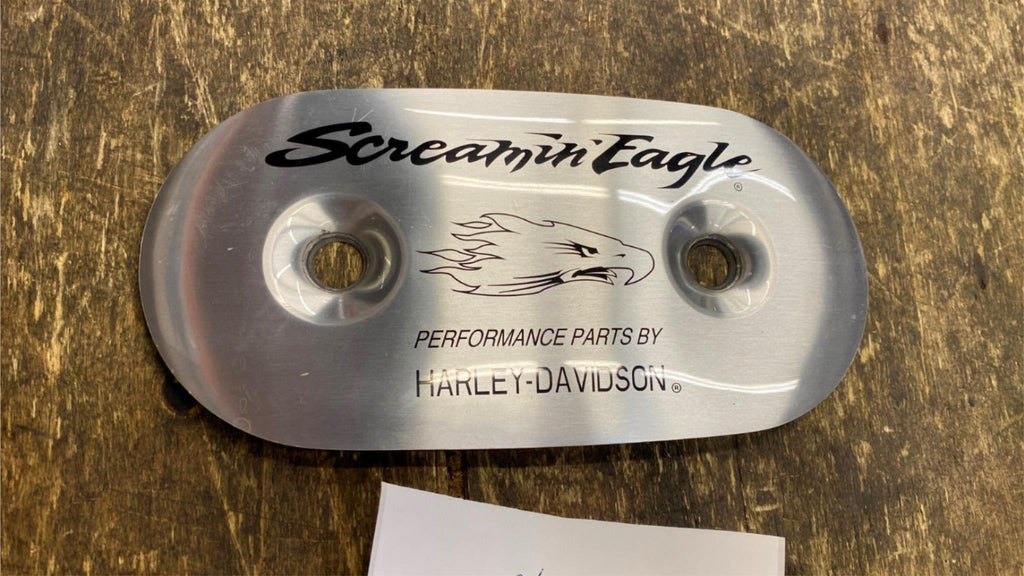 Screamin' Eagle
®
PERFORMANCE PARTS BY
HARLEY-DAVIDSON®